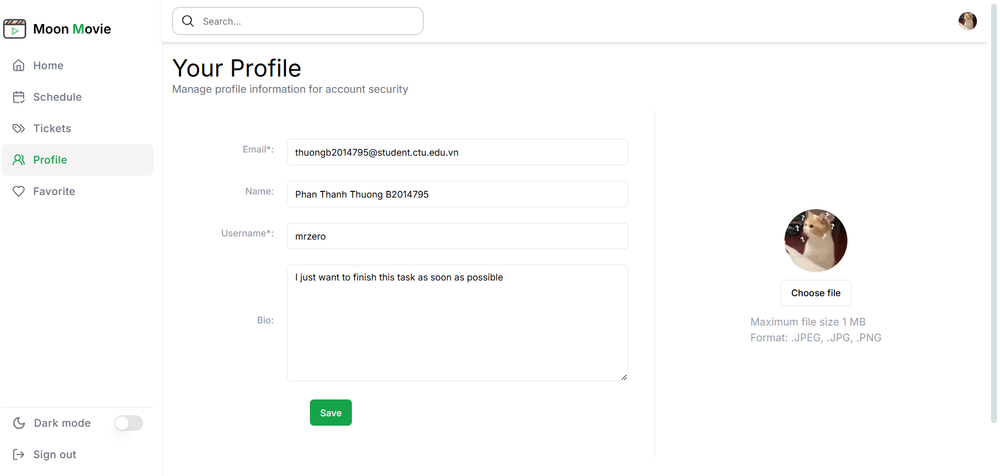 Moon Movie
Home
Schedule
Tickets
Profile
Favorite
Dark mode
Sign out
Search...
Your Profile
Manage profile information for account security
Email*:
thuongb2014795@student.ctu.edu.vn
Name:
Phan Thanh Thuong B2014795
Username*:
mrzero
Bio:
I just want to finish this task as soon as possible
Save
? ? ? ? ? ?
Choose file
Maximum file size 1 MB
Format: .JPEG, .JPG, .PNG